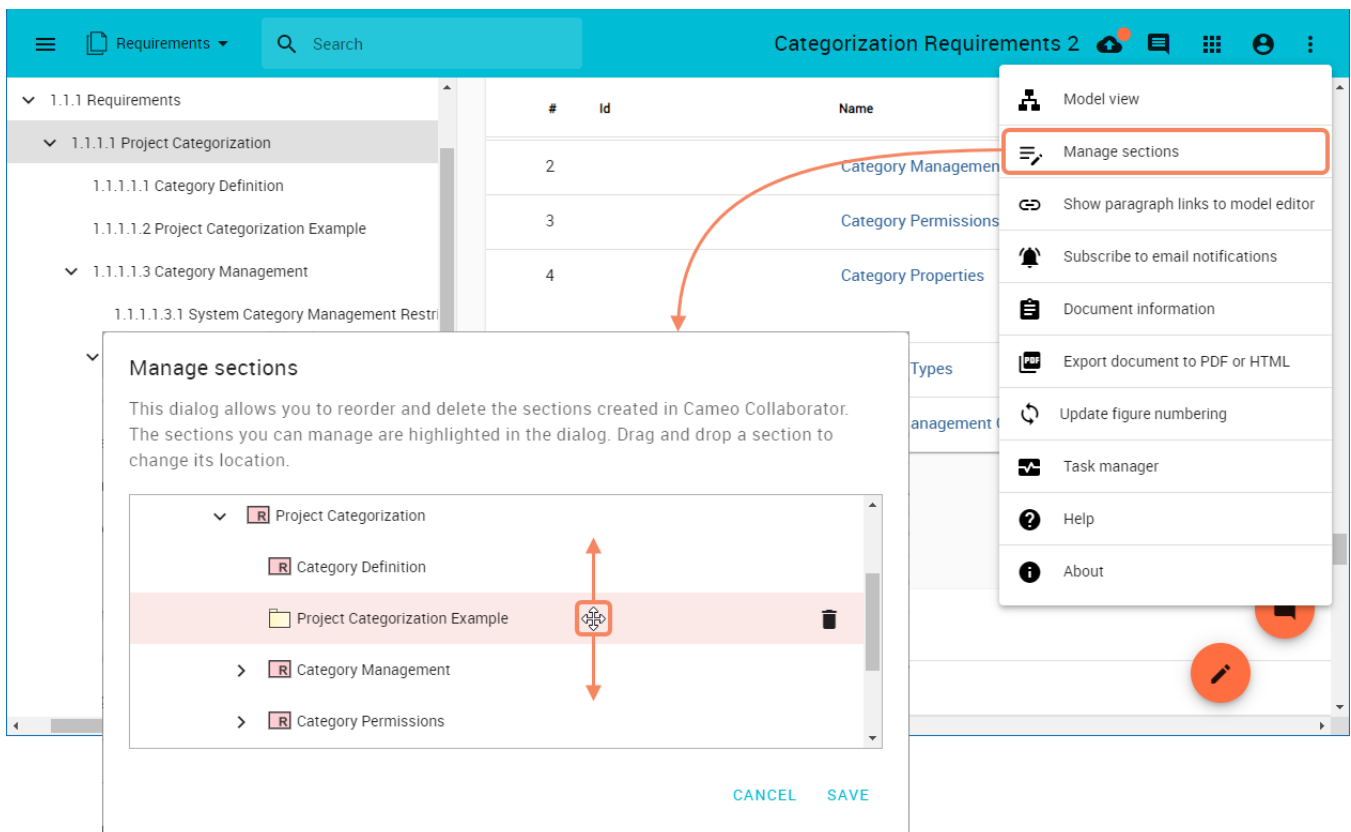 Requirements
Search
Categorization Requirements 2
1.1.1 Requirements
1.1.1.1 Project Categorization
1.1.1.1.1 Category Definition
1.1.1.1.2 Project Categorization Example
1.1.1.1.3 Category Management
1.1.1.1.3.1 System Category Management Restri
# Id Name
2 Category Managemen
3 Category Permissions
4 Category Properties
Types
anagement
Model view
Manage sections
Show paragraph links to model editor
Subscribe to email notifications
Document information
PDF
Export document to PDF or HTML
Update figure numbering
Task manager
Help
About
Manage sections
This dialog allows you to reorder and delete the sections created in Cameo Collaborator.
The sections you can manage are highlighted in the dialog. Drag and drop a section to
change its location.
R Project Categorization
R Category Definition
Project Categorization Example
R Category Management
R Category Permissions
CANCEL SAVE